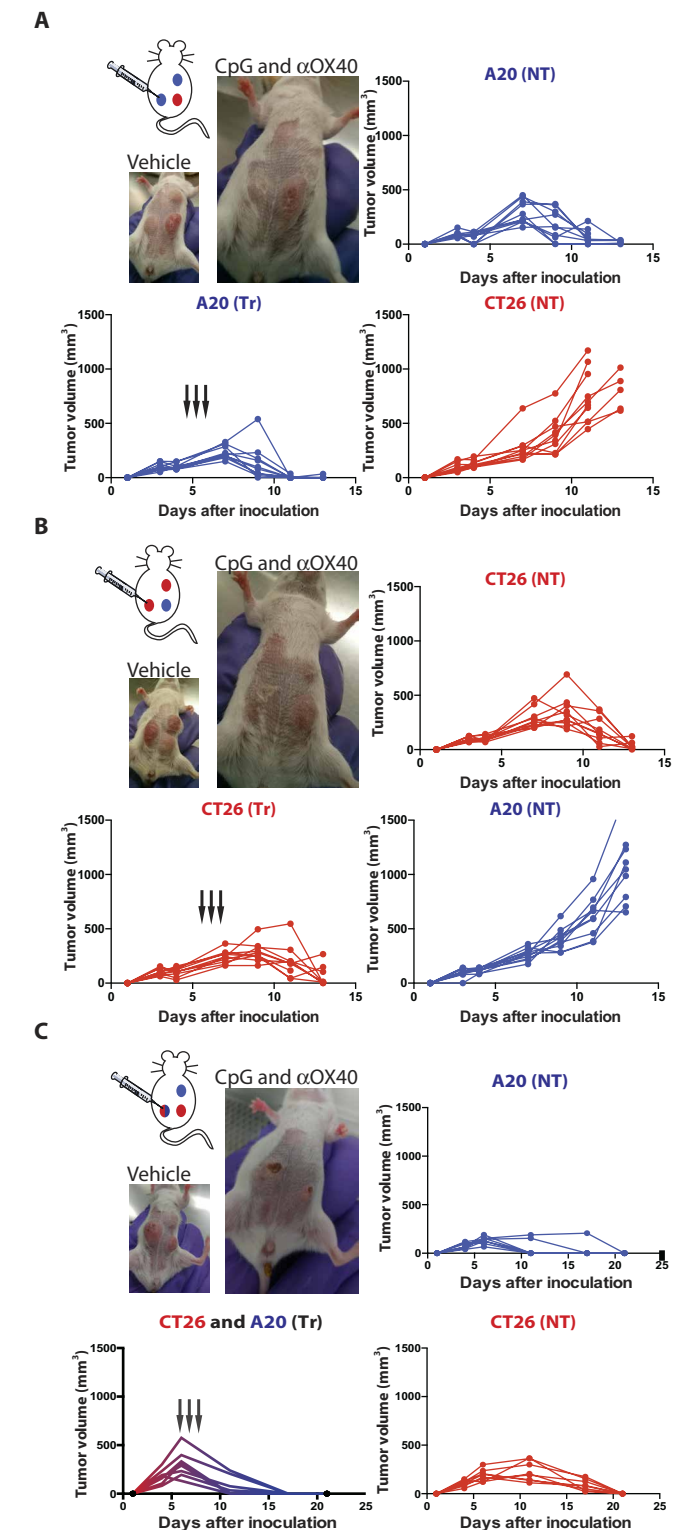 A
CpG and αOX40
Vehicle
A20 (NT)
Tumor volume (mm³)
1500
1000
500
0
0 5 10 15
Days after inoculation
A20 (Tr)
Tumor volume (mm³)
1500
1000
500
0
0 5 10 15
Days after inoculation
CT26 (NT)
Tumor volume (mm³)
1500
1000
500
0
0 5 10 15
Days after inoculation
B
CpG and αOX40
Vehicle
CT26 (NT)
Tumor volume (mm³)
1500
1000
500
0
0 5 10 15
Days after inoculation
CT26 (Tr)
Tumor volume (mm³)
1500
1000
500
0
0 5 10 15
Days after inoculation
A20 (NT)
Tumor volume (mm³)
1500
1000
500
0
0 5 10 15
Days after inoculation
C
CpG and αOX40
Vehicle
A20 (NT)
Tumor volume (mm³)
1500
1000
500
0
0 5 10 15 20 25
Days after inoculation
CT26 and A20 (Tr)
Tumor volume (mm³)
1500
1000
500
0
0 5 10 15 20 25
Days after inoculation
CT26 (NT)
Tumor volume (mm³)
1500
1000
500
0
0 5 10 15 20 25
Days after inoculation